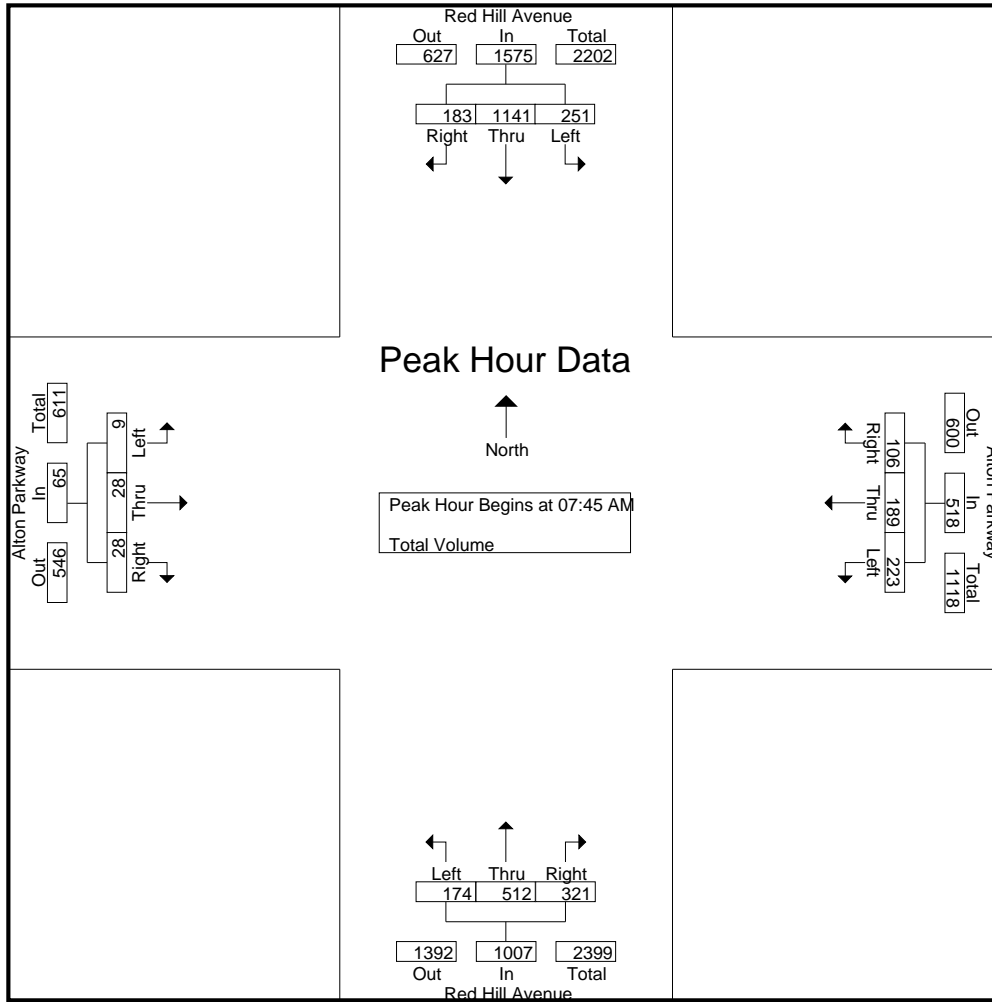 Red Hill Avenue
Out In Total
627 1575 2202
183 1141 251
Right Thru Left
Peak Hour Data
North
Peak Hour Begins at 07:45 AM
Total Volume
Alton Parkway
Out In Total
546 65 611
Right Thru Left
28 28 9
Alton Parkway
Out In Total
600 518 1118
Right Thru Left
106 189 223
Left Thru Right
174 512 321
1392 1007 2399
Out In Total
Red Hill Avenue